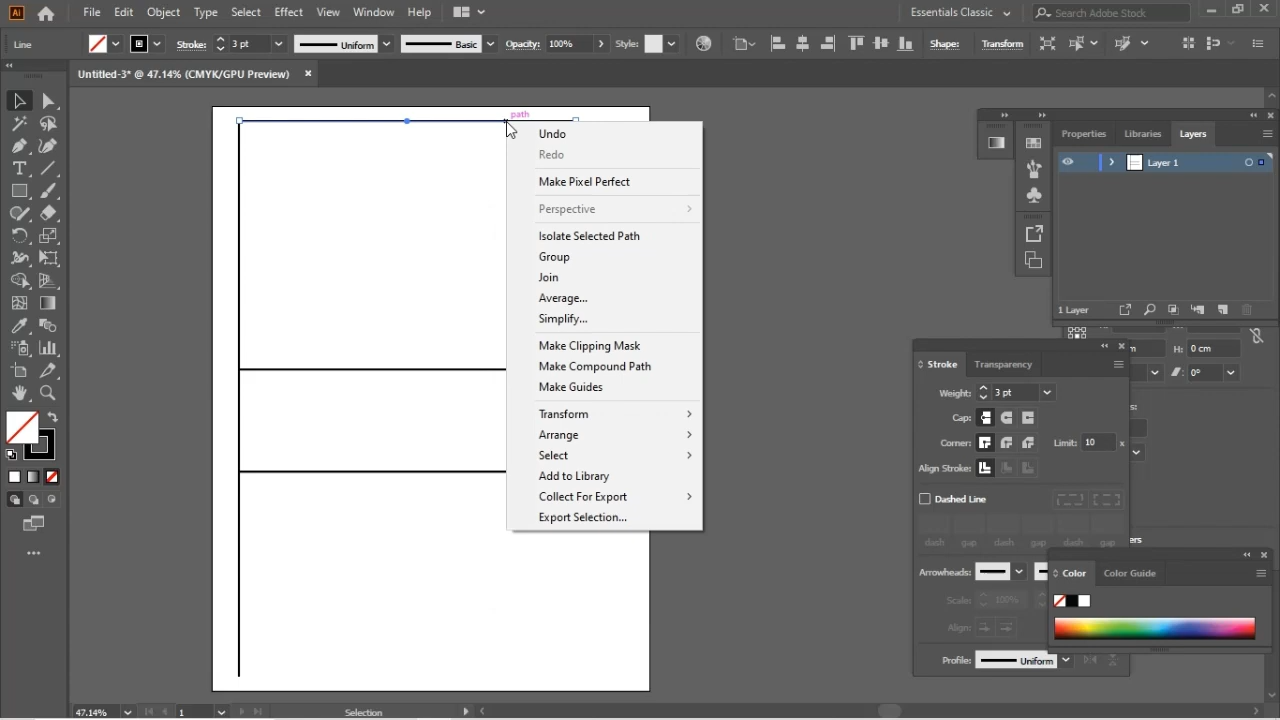 Ai File Edit Object Type Select Effect View Window Help Essentials Classic Search Adobe Stock
Line Stroke: 3 pt Uniform Basic Opacity: 100% Style: Shape: Transform
Untitled-3* @ 47.14% (CMYK/GPU Preview)
path
Undo
Redo
Make Pixel Perfect
Perspective
Isolate Selected Path
Group
Join
Average...
Simplify...
Make Clipping Mask
Make Compound Path
Make Guides
Transform
Arrange
Select
Add to Library
Collect For Export
Export Selection...
Properties Libraries Layers
Layer 1
1 Layer
m H: 0 cm
0°
Stroke Transparency
Weight: 3 pt
Cap:
Corner: Limit: 10 x
Align Stroke:
Dashed Line
dash gap dash gap dash gap
Arrowheads:
Scale: 100%
Align:
Profile: Uniform
Color Color Guide
47.14% 1 Selection